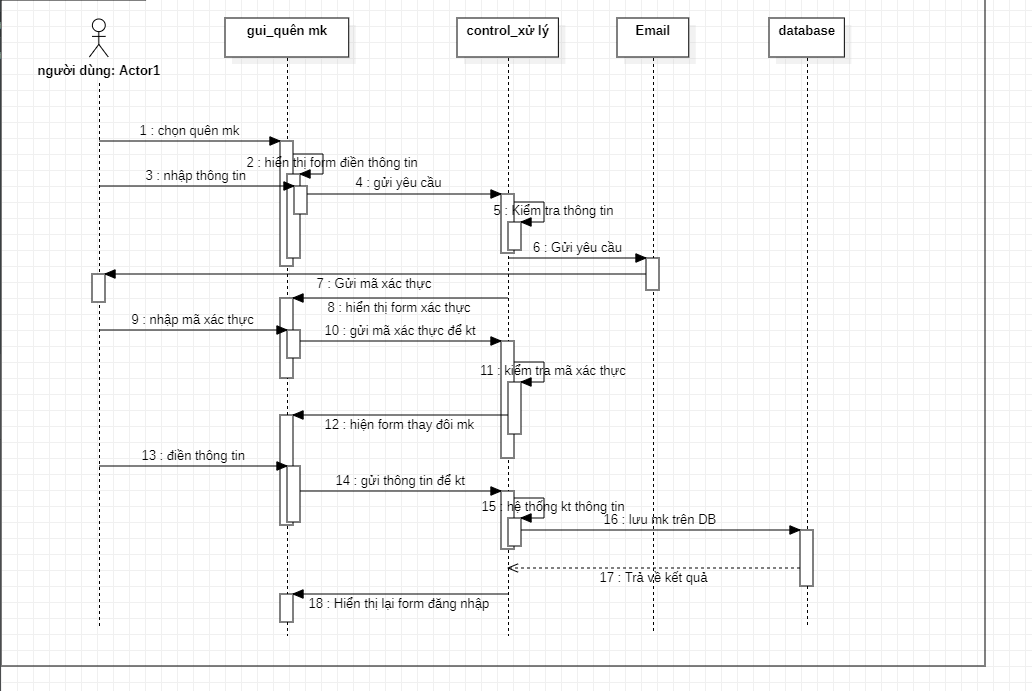 gui_quên mk
control_xử lý
Email
database
người dùng: Actor1
1 : chọn quên mk
2 : hiển thị form điền thông tin
3 : nhập thông tin
4 : gửi yêu cầu
5 : Kiểm tra thông tin
6 : Gửi yêu cầu
7 : Gửi mã xác thực
8 : hiển thị form xác thực
9 : nhập mã xác thực
10 : gửi mã xác thực để kt
11 : kiểm tra mã xác thực
12 : hiện form thay đôi mk
13 : điền thông tin
14 : gửi thông tin để kt
15 : hệ thống kt thông tin
16 : lưu mk trên DB
17 : Trả về kết quả
18 : Hiển thị lại form đăng nhập